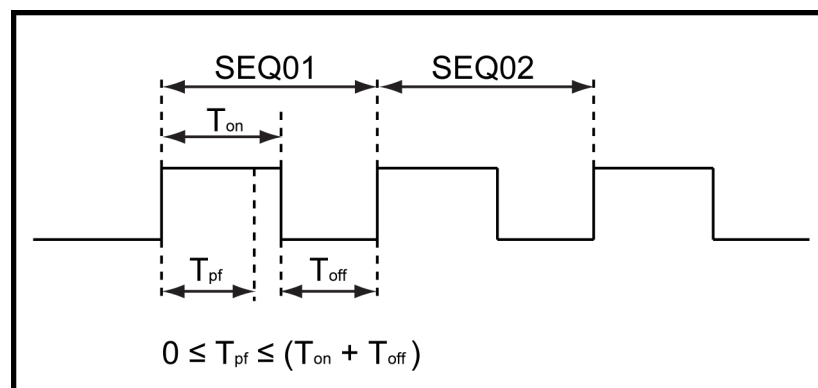 SEQ01 SEQ02
Ton
Tpf Toff
0 ≤ Tpf ≤ (Ton + Toff)